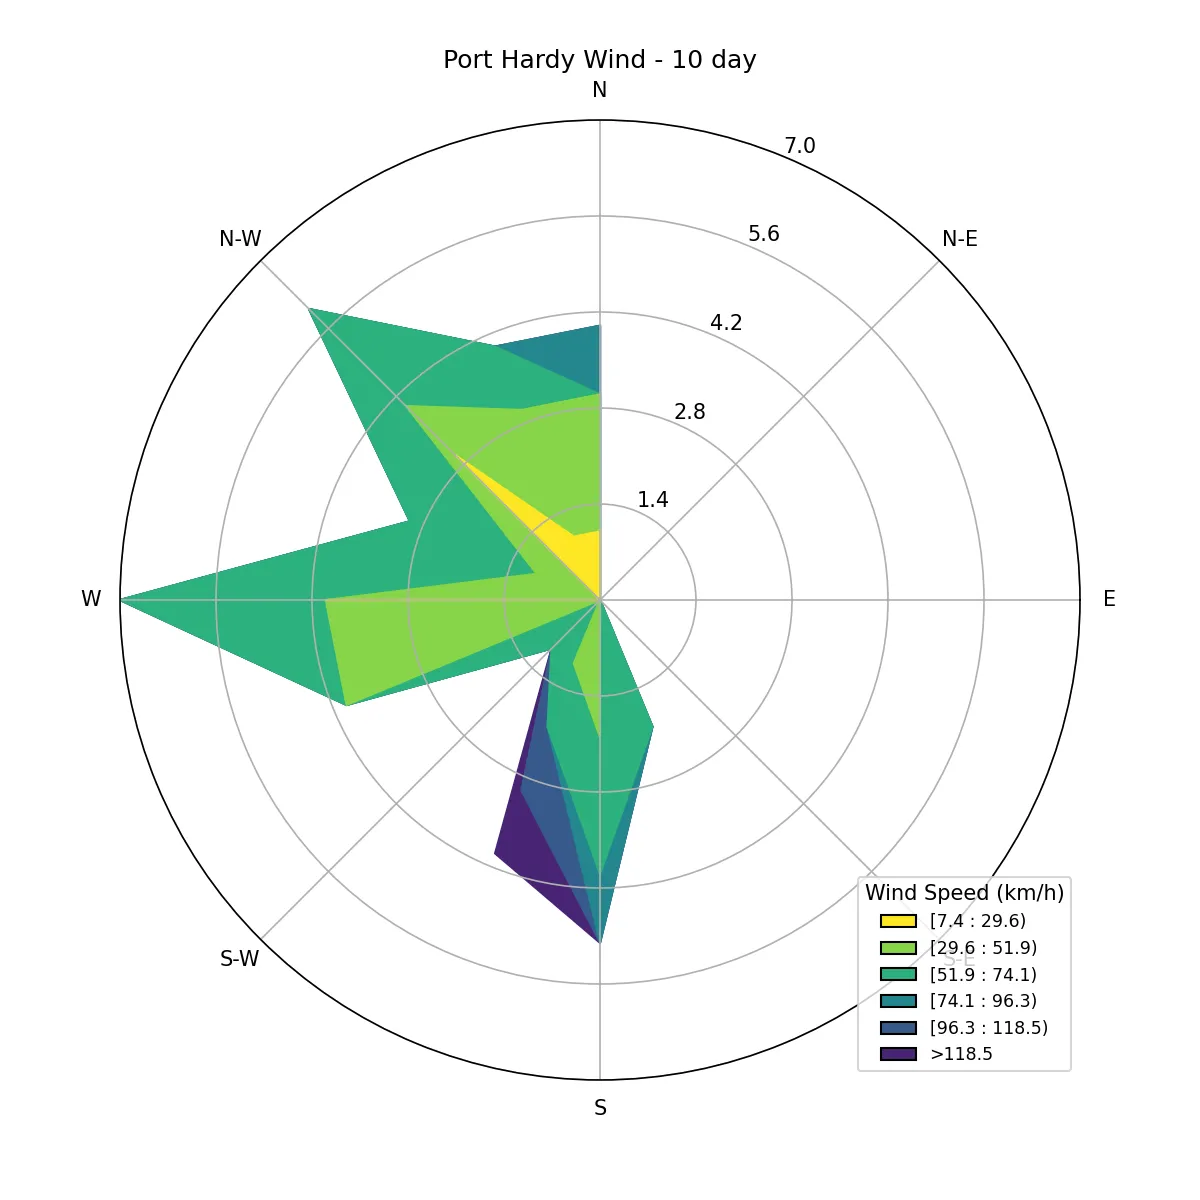 Port Hardy Wind - 10 day
N
7.0
N-W
5.6
N-E
4.2
2.8
1.4
W
E
Wind Speed (km/h)
[7.4 : 29.6)
[29.6 : 51.9)
S-W
S-E
[51.9 : 74.1)
[74.1 : 96.3)
[96.3 : 118.5)
>118.5
S